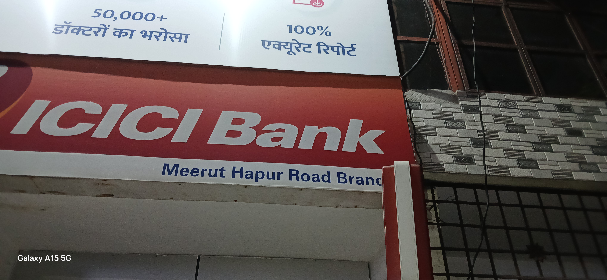 50,000+
डॉक्टरों का भरोसा
100%
एक्यूरेट रिपोर्ट
ICICI Bank
Meerut Hapur Road Branc
Galaxy A15 5G